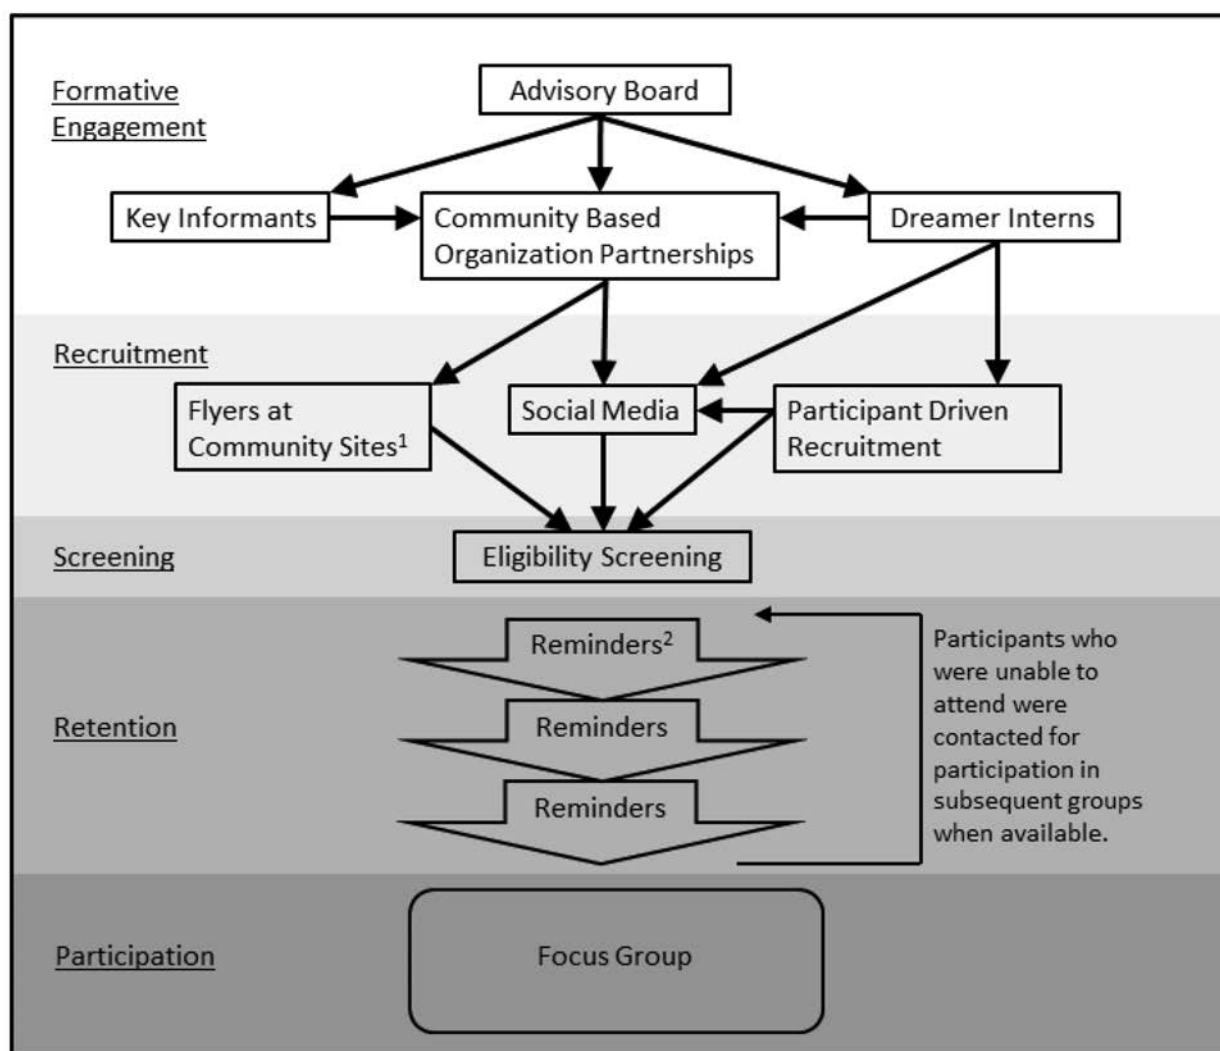 Formative
Engagement
Advisory Board
Key Informants
Community Based
Organization Partnerships
Dreamer Interns
Recruitment
Flyers at
Community Sites¹
Social Media
Participant Driven
Recruitment
Screening
Eligibility Screening
Retention
Reminders²
Reminders
Reminders
Participants who
were unable to
attend were
contacted for
participation in
subsequent groups
when available.
Participation
Focus Group